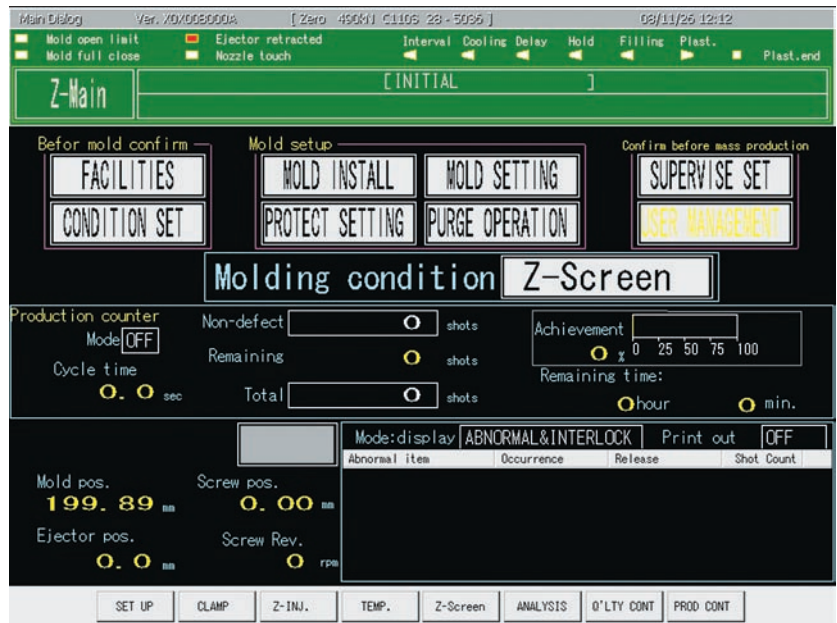 Main Dialog Ver. X0X008000A [ Zero 490kN C110S 28 - 5036 ] 08/11/26 12:12
Mold open limit Ejector retracted Interval Cooling Delay Hold Filling Plast.
Mold full close Nozzle touch Plast.end
Z-Main [INITIAL ]
Befor mold confirm Mold setup Confirm before mass production
FACILITIES MOLD INSTALL MOLD SETTING SUPERVISE SET
CONDITION SET PROTECT SETTING PURGE OPERATION USER MANAGEMENT
Molding condition Z-Screen
Production counter
Mode OFF
Non-defect 0 shots
Achievement
0 % 0 25 50 75 100
Cycle time
0. 0 sec
Remaining 0 shots
Remaining time:
Total 0 shots
0 hour 0 min.
Mode:display ABNORMAL&INTERLOCK Print out OFF
Abnormal item Occurrence Release Shot Count
Mold pos. Screw pos.
199. 89 mm 0. 00 mm
Ejector pos. Screw Rev.
0. 0 mm 0 rpm
SET UP CLAMP Z-INJ. TEMP. Z-Screen ANALYSIS Q'LTY CONT PROD CONT